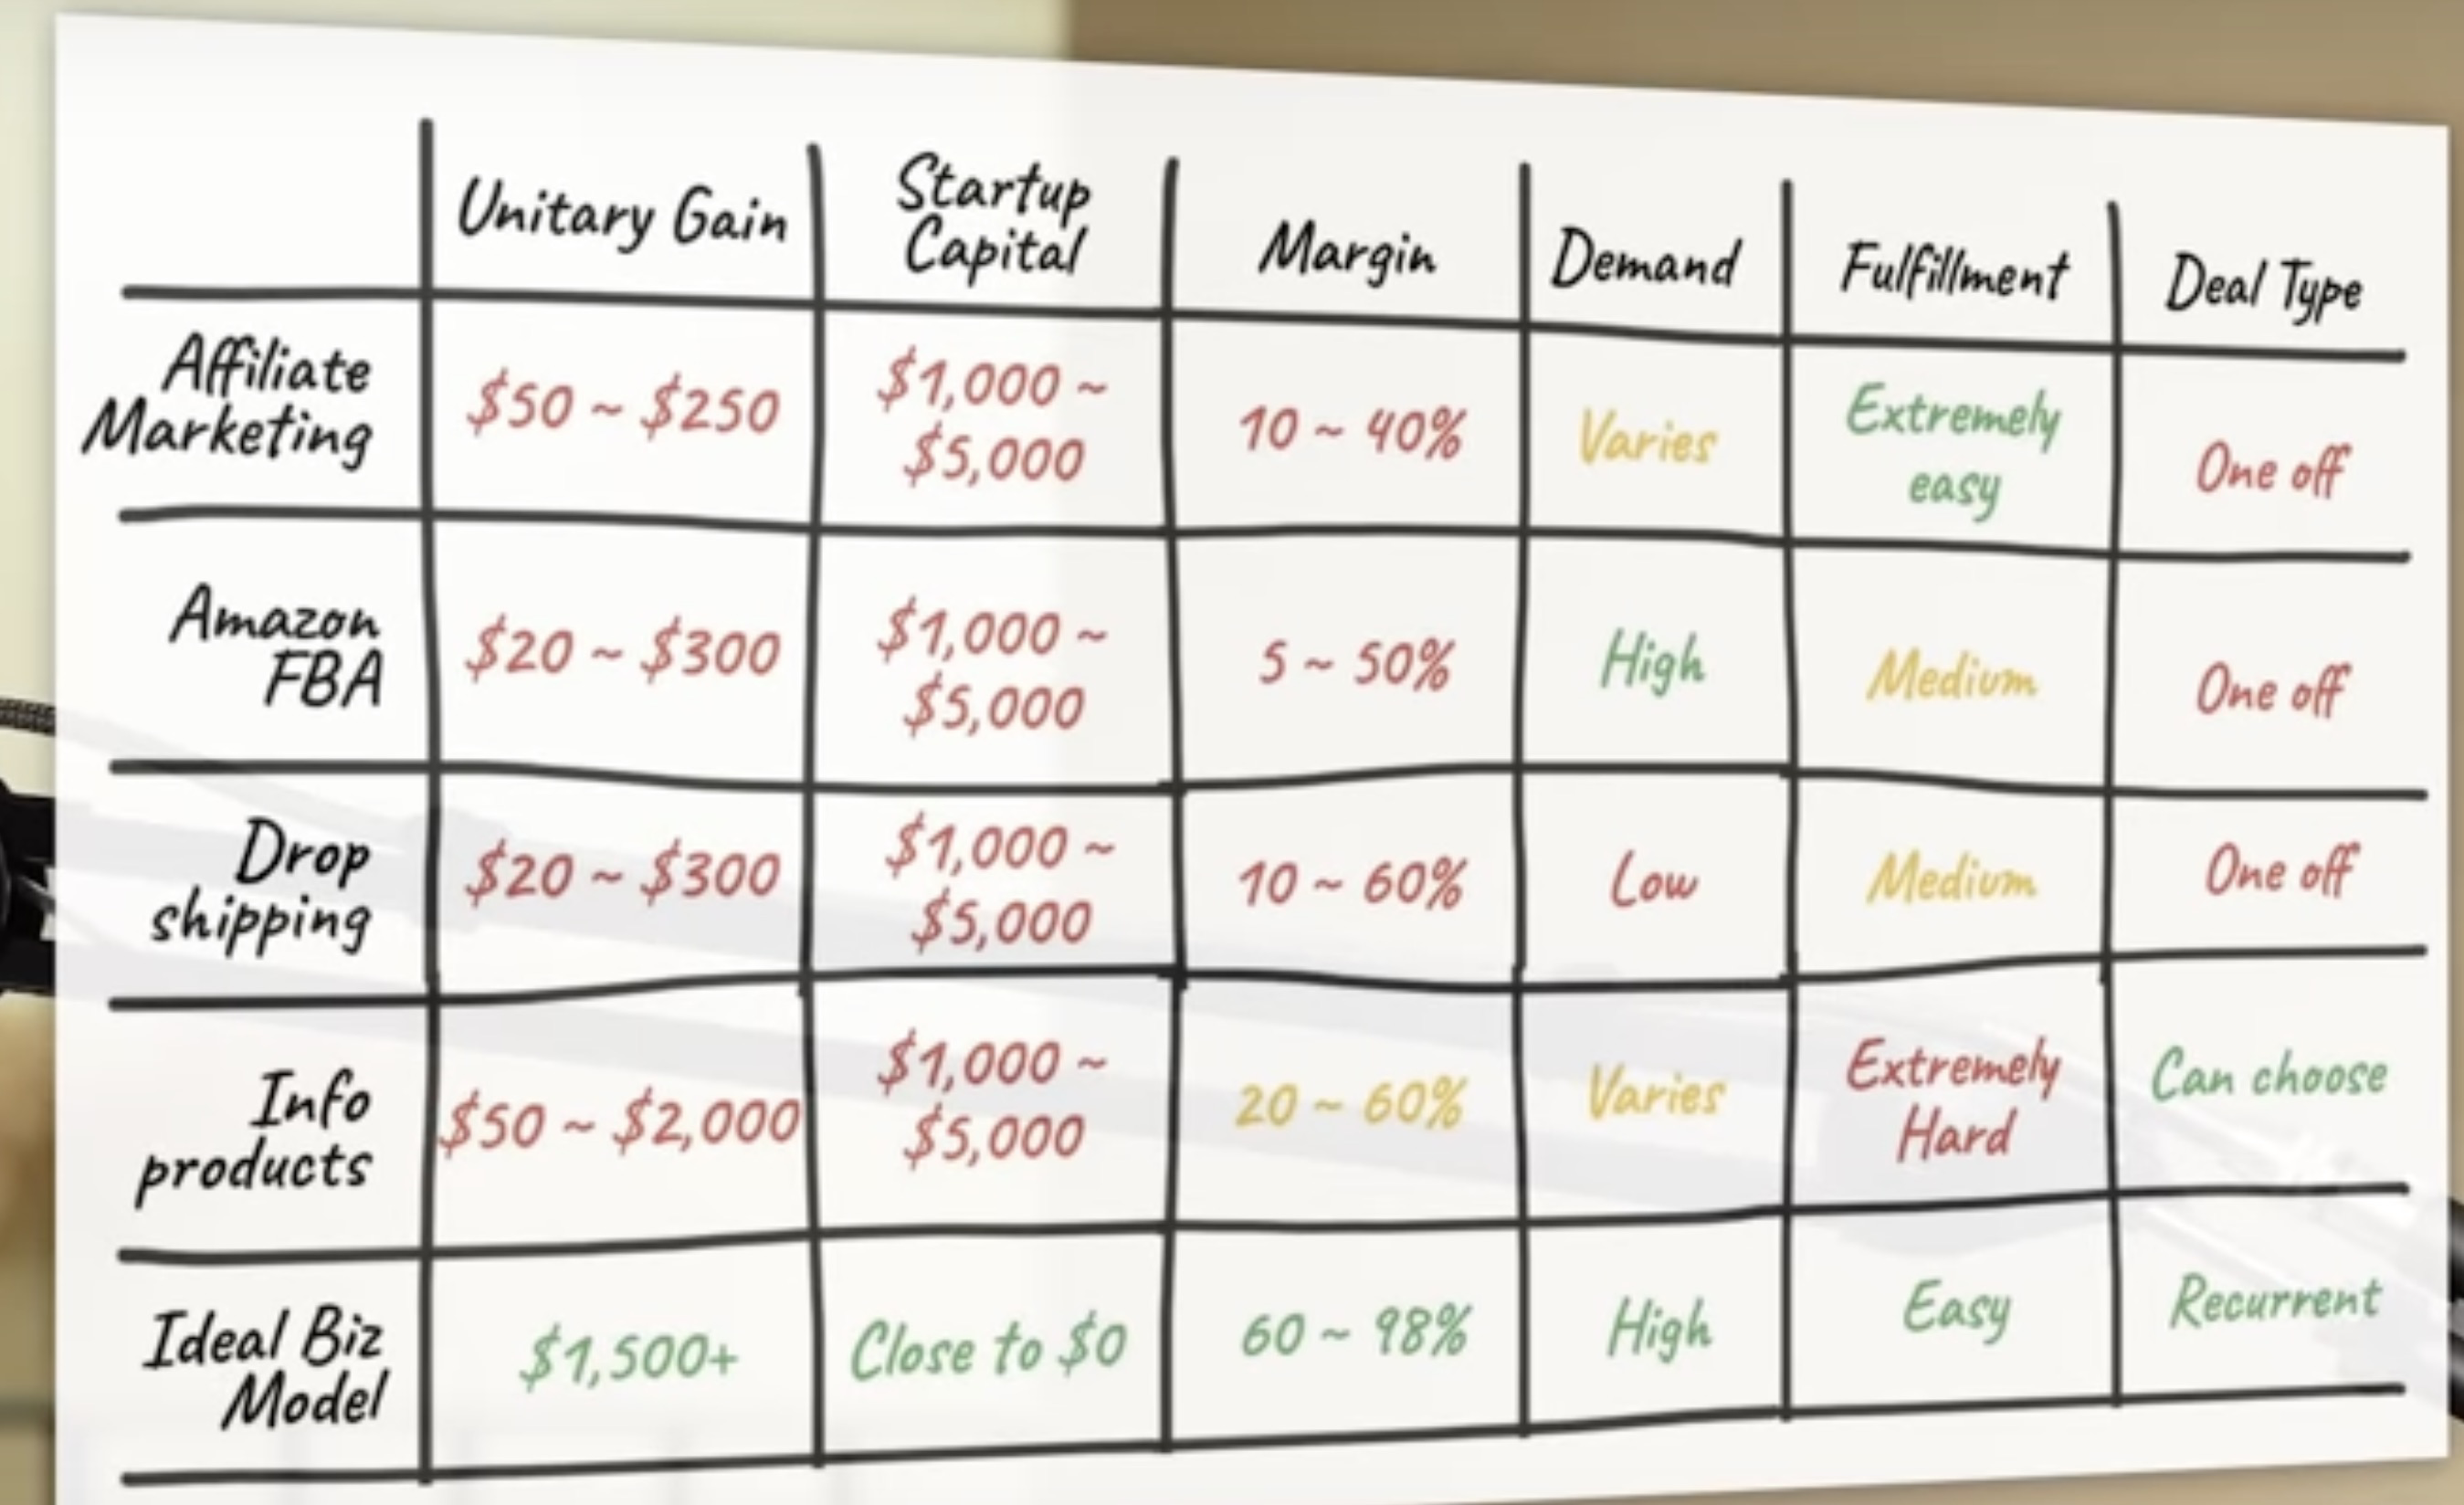 Unitary Gain
Startup
Capital
Margin
Demand
Fulfillment
Deal Type
Affiliate
Marketing
$50 ~ $250
$1,000 ~
$5,000
10 ~ 40%
Varies
Extremely
easy
One off
Amazon
FBA
$20 ~ $300
$1,000 ~
$5,000
5 ~ 50%
High
Medium
One off
Drop
shipping
$20 ~ $300
$1,000 ~
$5,000
10 ~ 60%
Low
Medium
One off
Info
products
$50 ~ $2,000
$1,000 ~
$5,000
20 ~ 60%
Varies
Extremely
Hard
Can choose
Ideal Biz
Model
$1,500+
Close to $0
60 ~ 98%
High
Easy
Recurrent